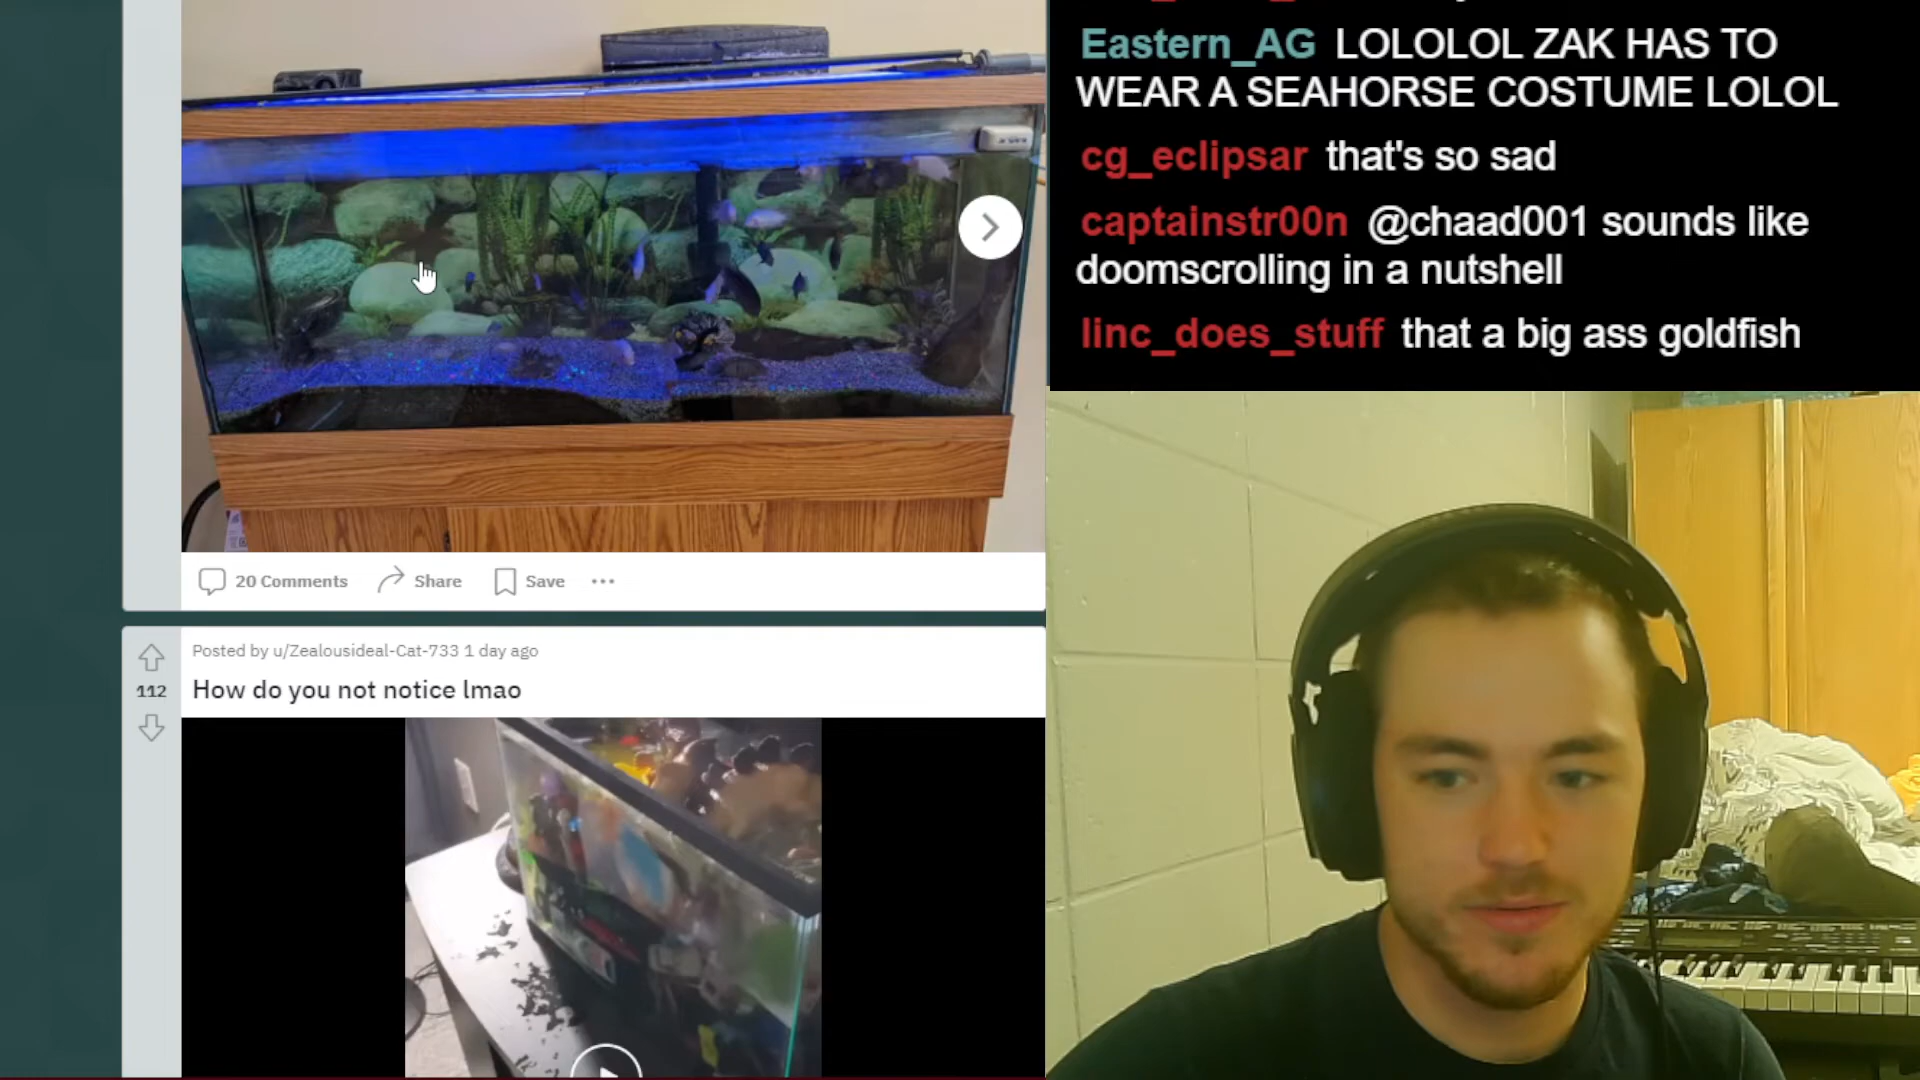 Eastern_AG LOLOLOL ZAK HAS TO
WEAR A SEAHORSE COSTUME LOLOL
cg_eclipsar that's so sad
captainstr00n @chaad001 sounds like
doomscrolling in a nutshell
linc_does_stuff that a big ass goldfish
20 Comments Share Save
Posted by u/Zealousideal-Cat-733 1 day ago
112
How do you not notice lmao